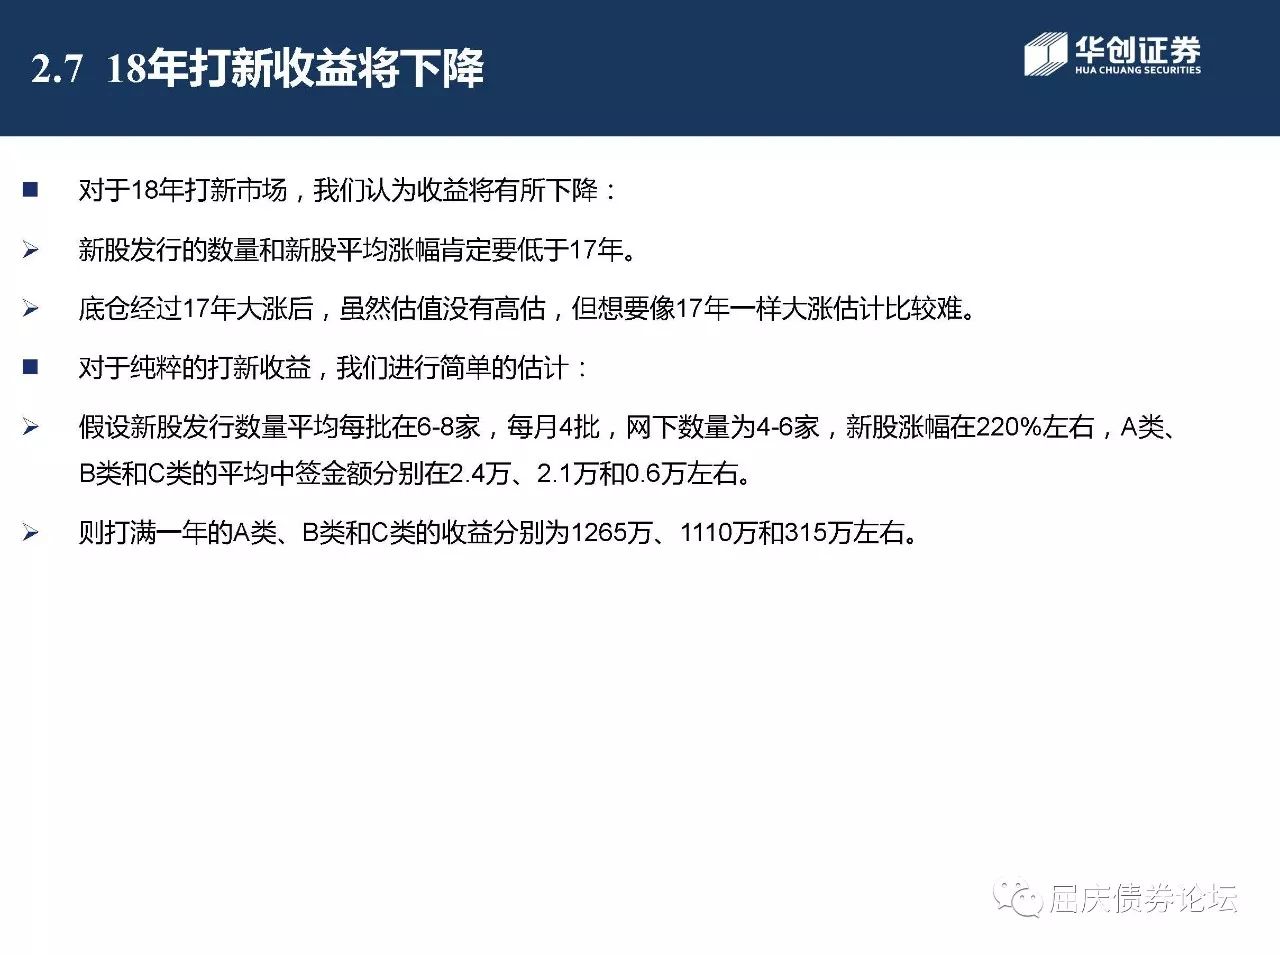 2.7 18年打新收益将下降
华创证券
HUA CHUANG SECURITIES
对于18年打新市场，我们认为收益将有所下降：
新股发行的数量和新股平均涨幅肯定要低于17年。
底仓经过17年大涨后，虽然估值没有高估，但想要像17年一样大涨估计比较难。
对于纯粹的打新收益，我们进行简单的估计：
假设新股发行数量平均每批在6-8家，每月4批，网下数量为4-6家，新股涨幅在220%左右，A类、
B类和C类的平均中签金额分别在2.4万、2.1万和0.6万左右。
则打满一年的A类、B类和C类的收益分别为1265万、1110万和315万左右。
屈庆债券论坛